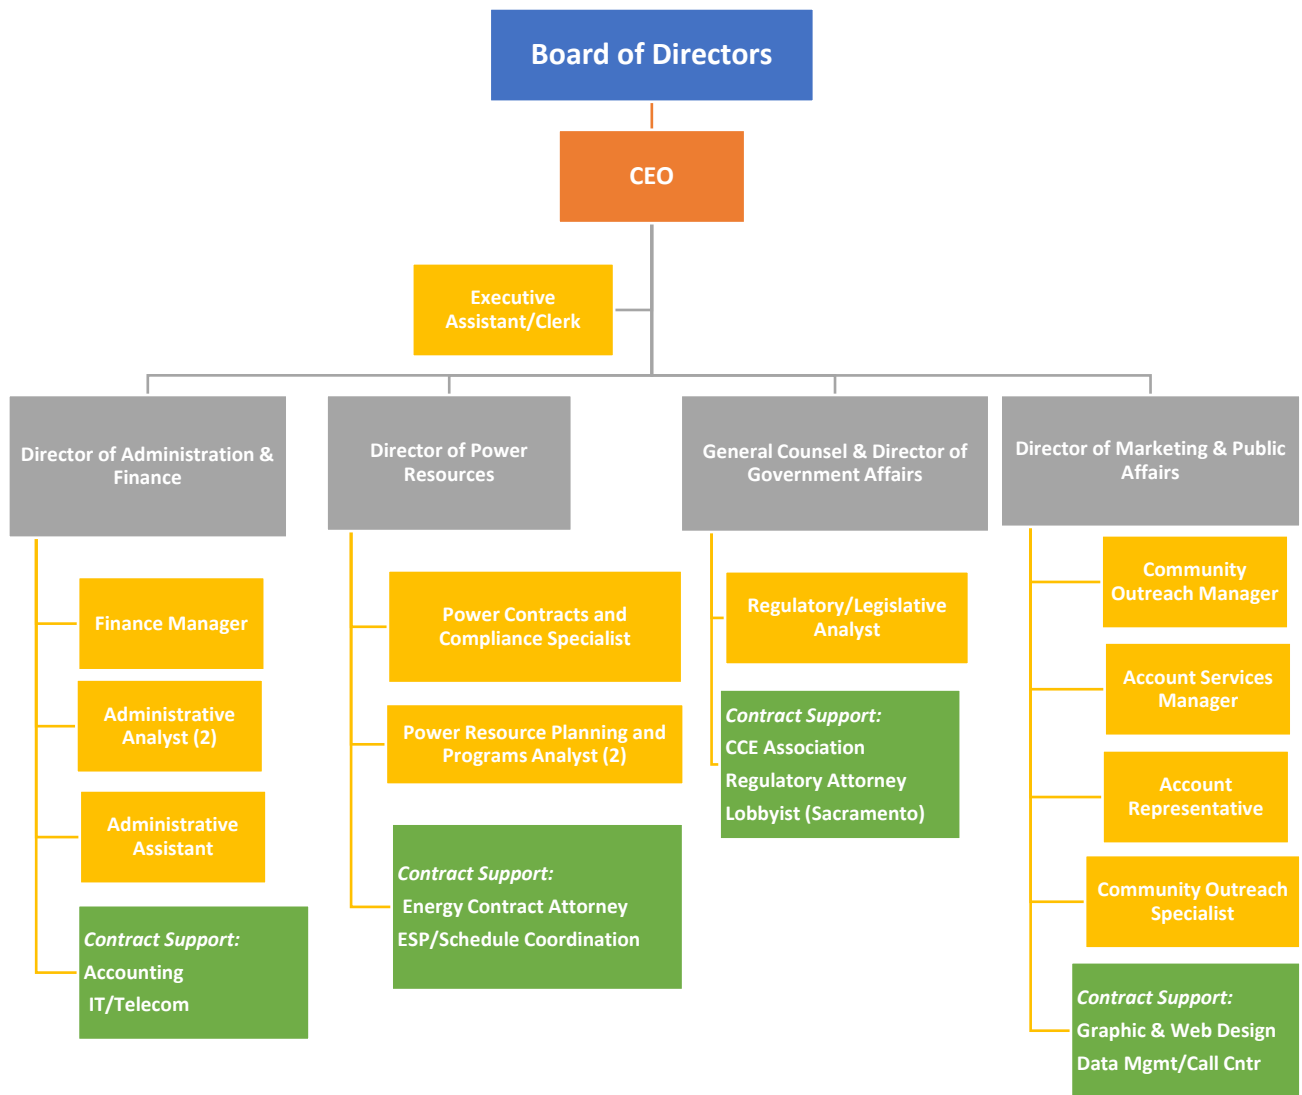 Board of Directors
CEO
Executive
Assistant/Clerk
Director of Administration &
Finance
Finance Manager
Administrative
Analyst (2)
Administrative
Assistant
Contract Support:
Accounting
IT/Telecom
Director of Power
Resources
Power Contracts and
Compliance Specialist
Power Resource Planning and
Programs Analyst (2)
Contract Support:
Energy Contract Attorney
ESP/Schedule Coordination
General Counsel & Director of
Government Affairs
Regulatory/Legislative
Analyst
Contract Support:
CCE Association
Regulatory Attorney
Lobbyist (Sacramento)
Director of Marketing & Public
Affairs
Community
Outreach Manager
Account Services
Manager
Account
Representative
Community Outreach
Specialist
Contract Support:
Graphic & Web Design
Data Mgmt/Call Cntr